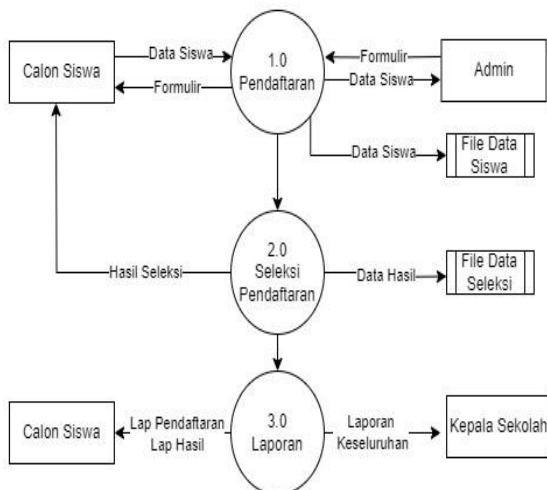 Data Siswa
Formulir
Calon Siswa
1.0
Pendaftaran
Formulir
Data Siswa
Admin
Data Siswa
File Data
Siswa
Hasil Seleksi
2.0
Seleksi
Pendaftaran
Data Hasil
File Data
Seleksi
Calon Siswa
Lap Pendaftaran
Lap Hasil
3.0
Laporan
Laporan
Keseluruhan
Kepala Sekolah